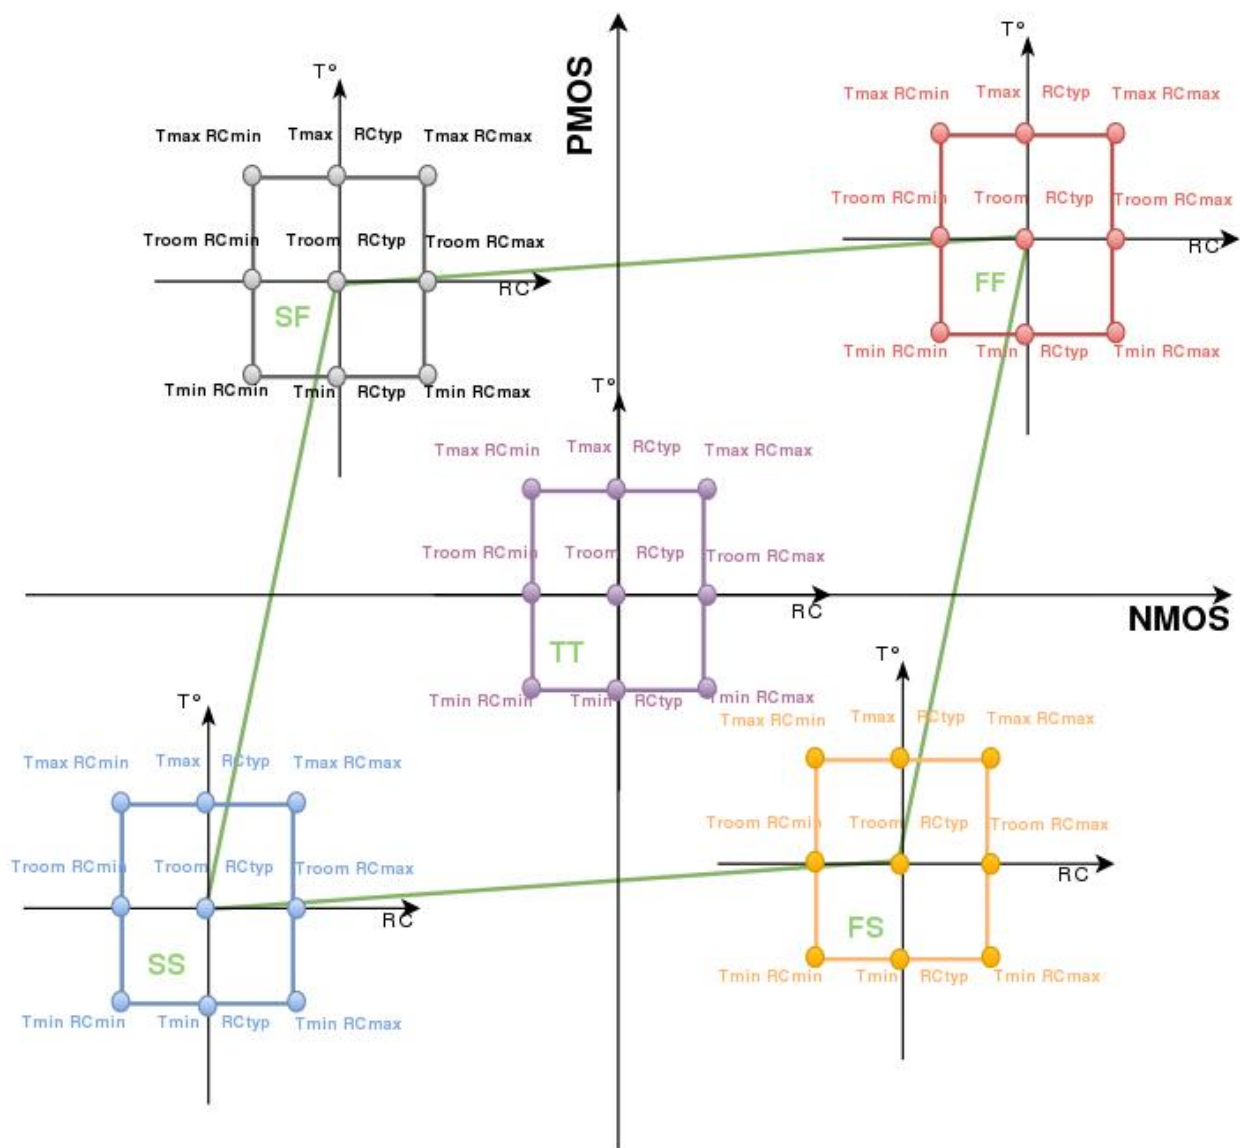 PMOS
T°
Tmax RCmin Tmax RCtyp Tmax RCmax
Troom RCmin Troom RCtyp Troom RCmax
RC
SF
Tmin RCmin Tmin RCtyp Tmin RCmax
T°
Tmax RCmin Tmax RCtyp Tmax RCmax
Troom RCmin Troom RCtyp Troom RCmax
RC
FF
Tmin RCmin Tmin RCtyp Tmin RCmax
T°
Tmax RCmin Tmax RCtyp Tmax RCmax
Troom RCmin Troom RCtyp Troom RCmax
RC
NMOS
TT
Tmin RCmin Tmin RCtyp Tmin RCmax
T°
Tmax RCmin Tmax RCtyp Tmax RCmax
Troom RCmin Troom RCtyp Troom RCmax
RC
SS
Tmin RCmin Tmin RCtyp Tmin RCmax
T°
Tmax RCmin Tmax RCtyp Tmax RCmax
Troom RCmin Troom RCtyp Troom RCmax
RC
FS
Tmin RCmin Tmin RCtyp Tmin RCmax